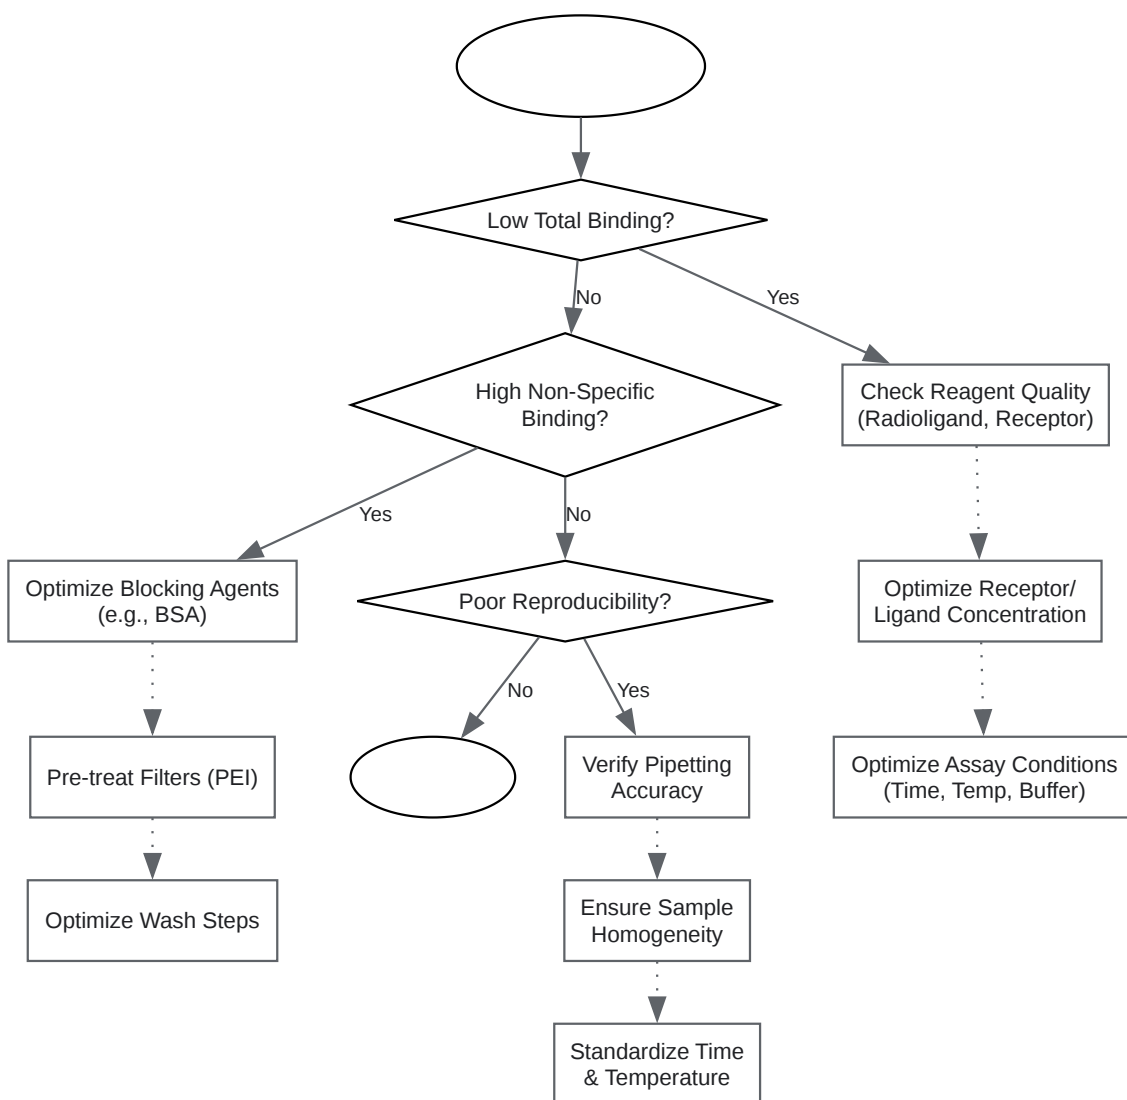 Low Total Binding?
No
Yes
High Non-Specific
Binding?
Check Reagent Quality
(Radioligand, Receptor)
Yes
No
Optimize Blocking Agents
(e.g., BSA)
Poor Reproducibility?
Optimize Receptor/
Ligand Concentration
No
Yes
Pre-treat Filters (PEI)
Verify Pipetting
Accuracy
Optimize Assay Conditions
(Time, Temp, Buffer)
Optimize Wash Steps
Ensure Sample
Homogeneity
Standardize Time
& Temperature